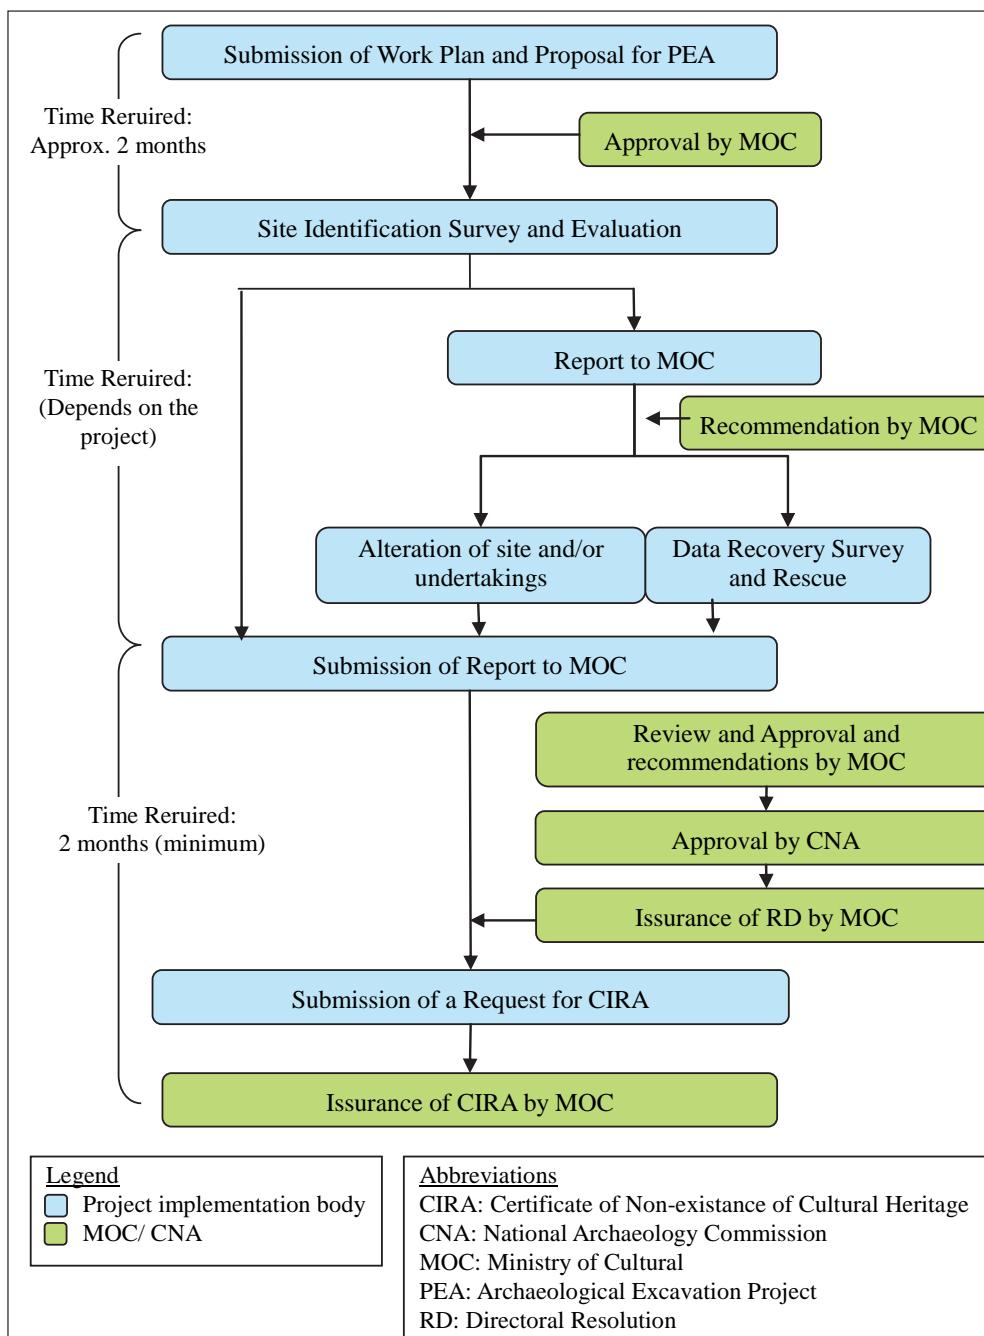 Submission of Work Plan and Proposal for PEA
Time Reruired:
Approx. 2 months
Approval by MOC
Site Identification Survey and Evaluation
Report to MOC
Time Reruired:
(Depends on the
project)
Recommendation by MOC
Alteration of site and/or
undertakings
Data Recovery Survey
and Rescue
Submission of Report to MOC
Review and Approval and
recommendations by MOC
Time Reruired:
2 months (minimum)
Approval by CNA
Issurance of RD by MOC
Submission of a Request for CIRA
Issurance of CIRA by MOC
Legend
Project implementation body
MOC/ CNA
Abbreviations
CIRA: Certificate of Non-existance of Cultural Heritage
CNA: National Archaeology Commission
MOC: Ministry of Cultural
PEA: Archaeological Excavation Project
RD: Directoral Resolution